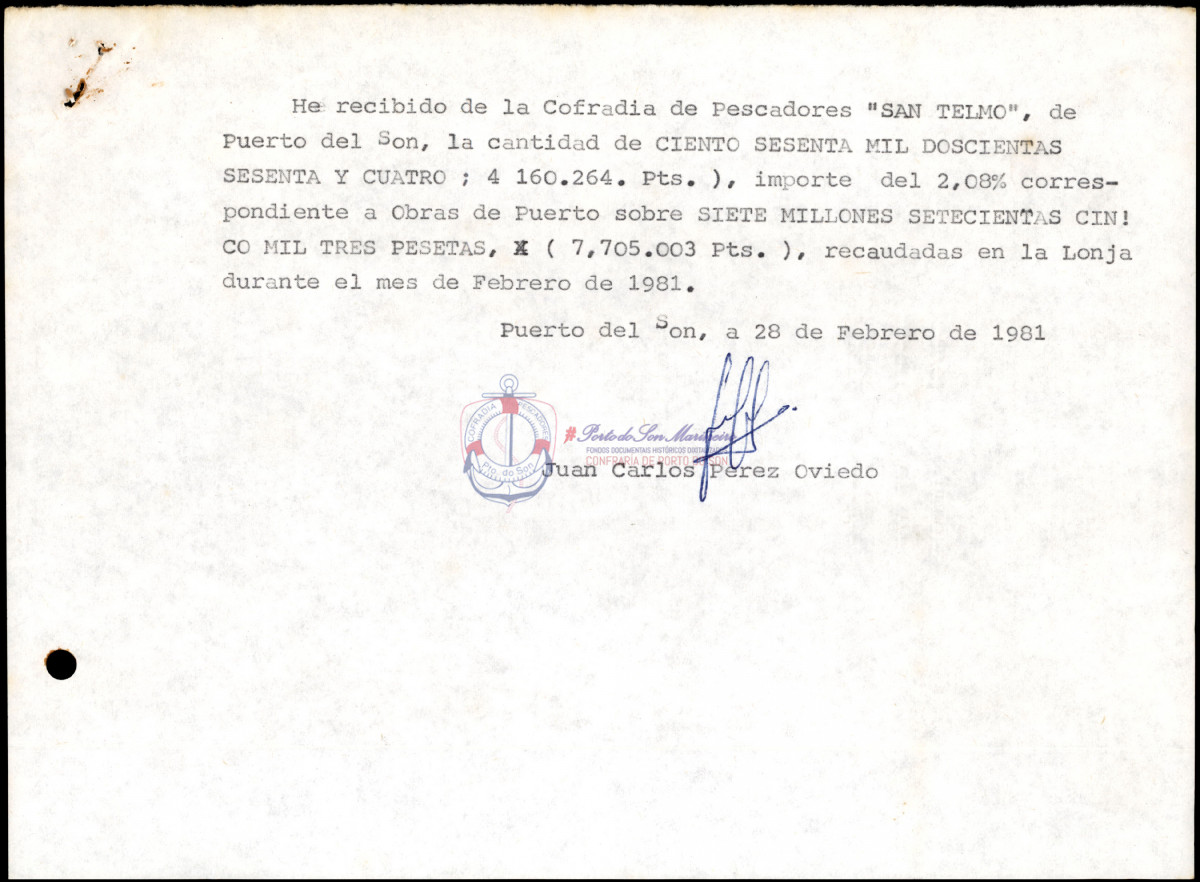 He recibido de la Cofradia de Pescadores "SAN TELMO", de
Puerto del Son, la cantidad de CIENTO SESENTA MIL DOSCIENTAS
SESENTA Y CUATRO ; 4 160.264. Pts. ), importe del 2,08% corres-
pondiente a Obras de Puerto sobre SIETE MILLONES SETECIENTAS CIN!
CO MIL TRES PESETAS, X ( 7,705.003 Pts. ), recaudadas en la Lonja
durante el mes de Febrero de 1981.
Puerto del Son, a 28 de Febrero de 1981
COFRADIA PESCADORES
Pto. do Son
# Porto do Son Mariñeiro
FONDOS DOCUMENTAIS HISTÓRICOS
CONFRARÍA DE PORTO DO SON
Juan Carlos Perez Oviedo